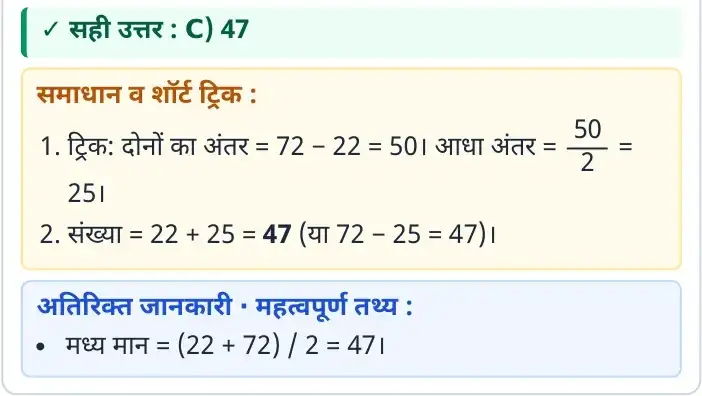 ✓ सही उत्तर : C) 47
समाधान व शॉर्ट ट्रिक :
1. ट्रिक: दोनों का अंतर = 72 − 22 = 50। आधा अंतर = 50/2 =
25।
2. संख्या = 22 + 25 = 47 (या 72 − 25 = 47)।
अतिरिक्त जानकारी · महत्वपूर्ण तथ्य :
• मध्य मान = (22 + 72) / 2 = 47।